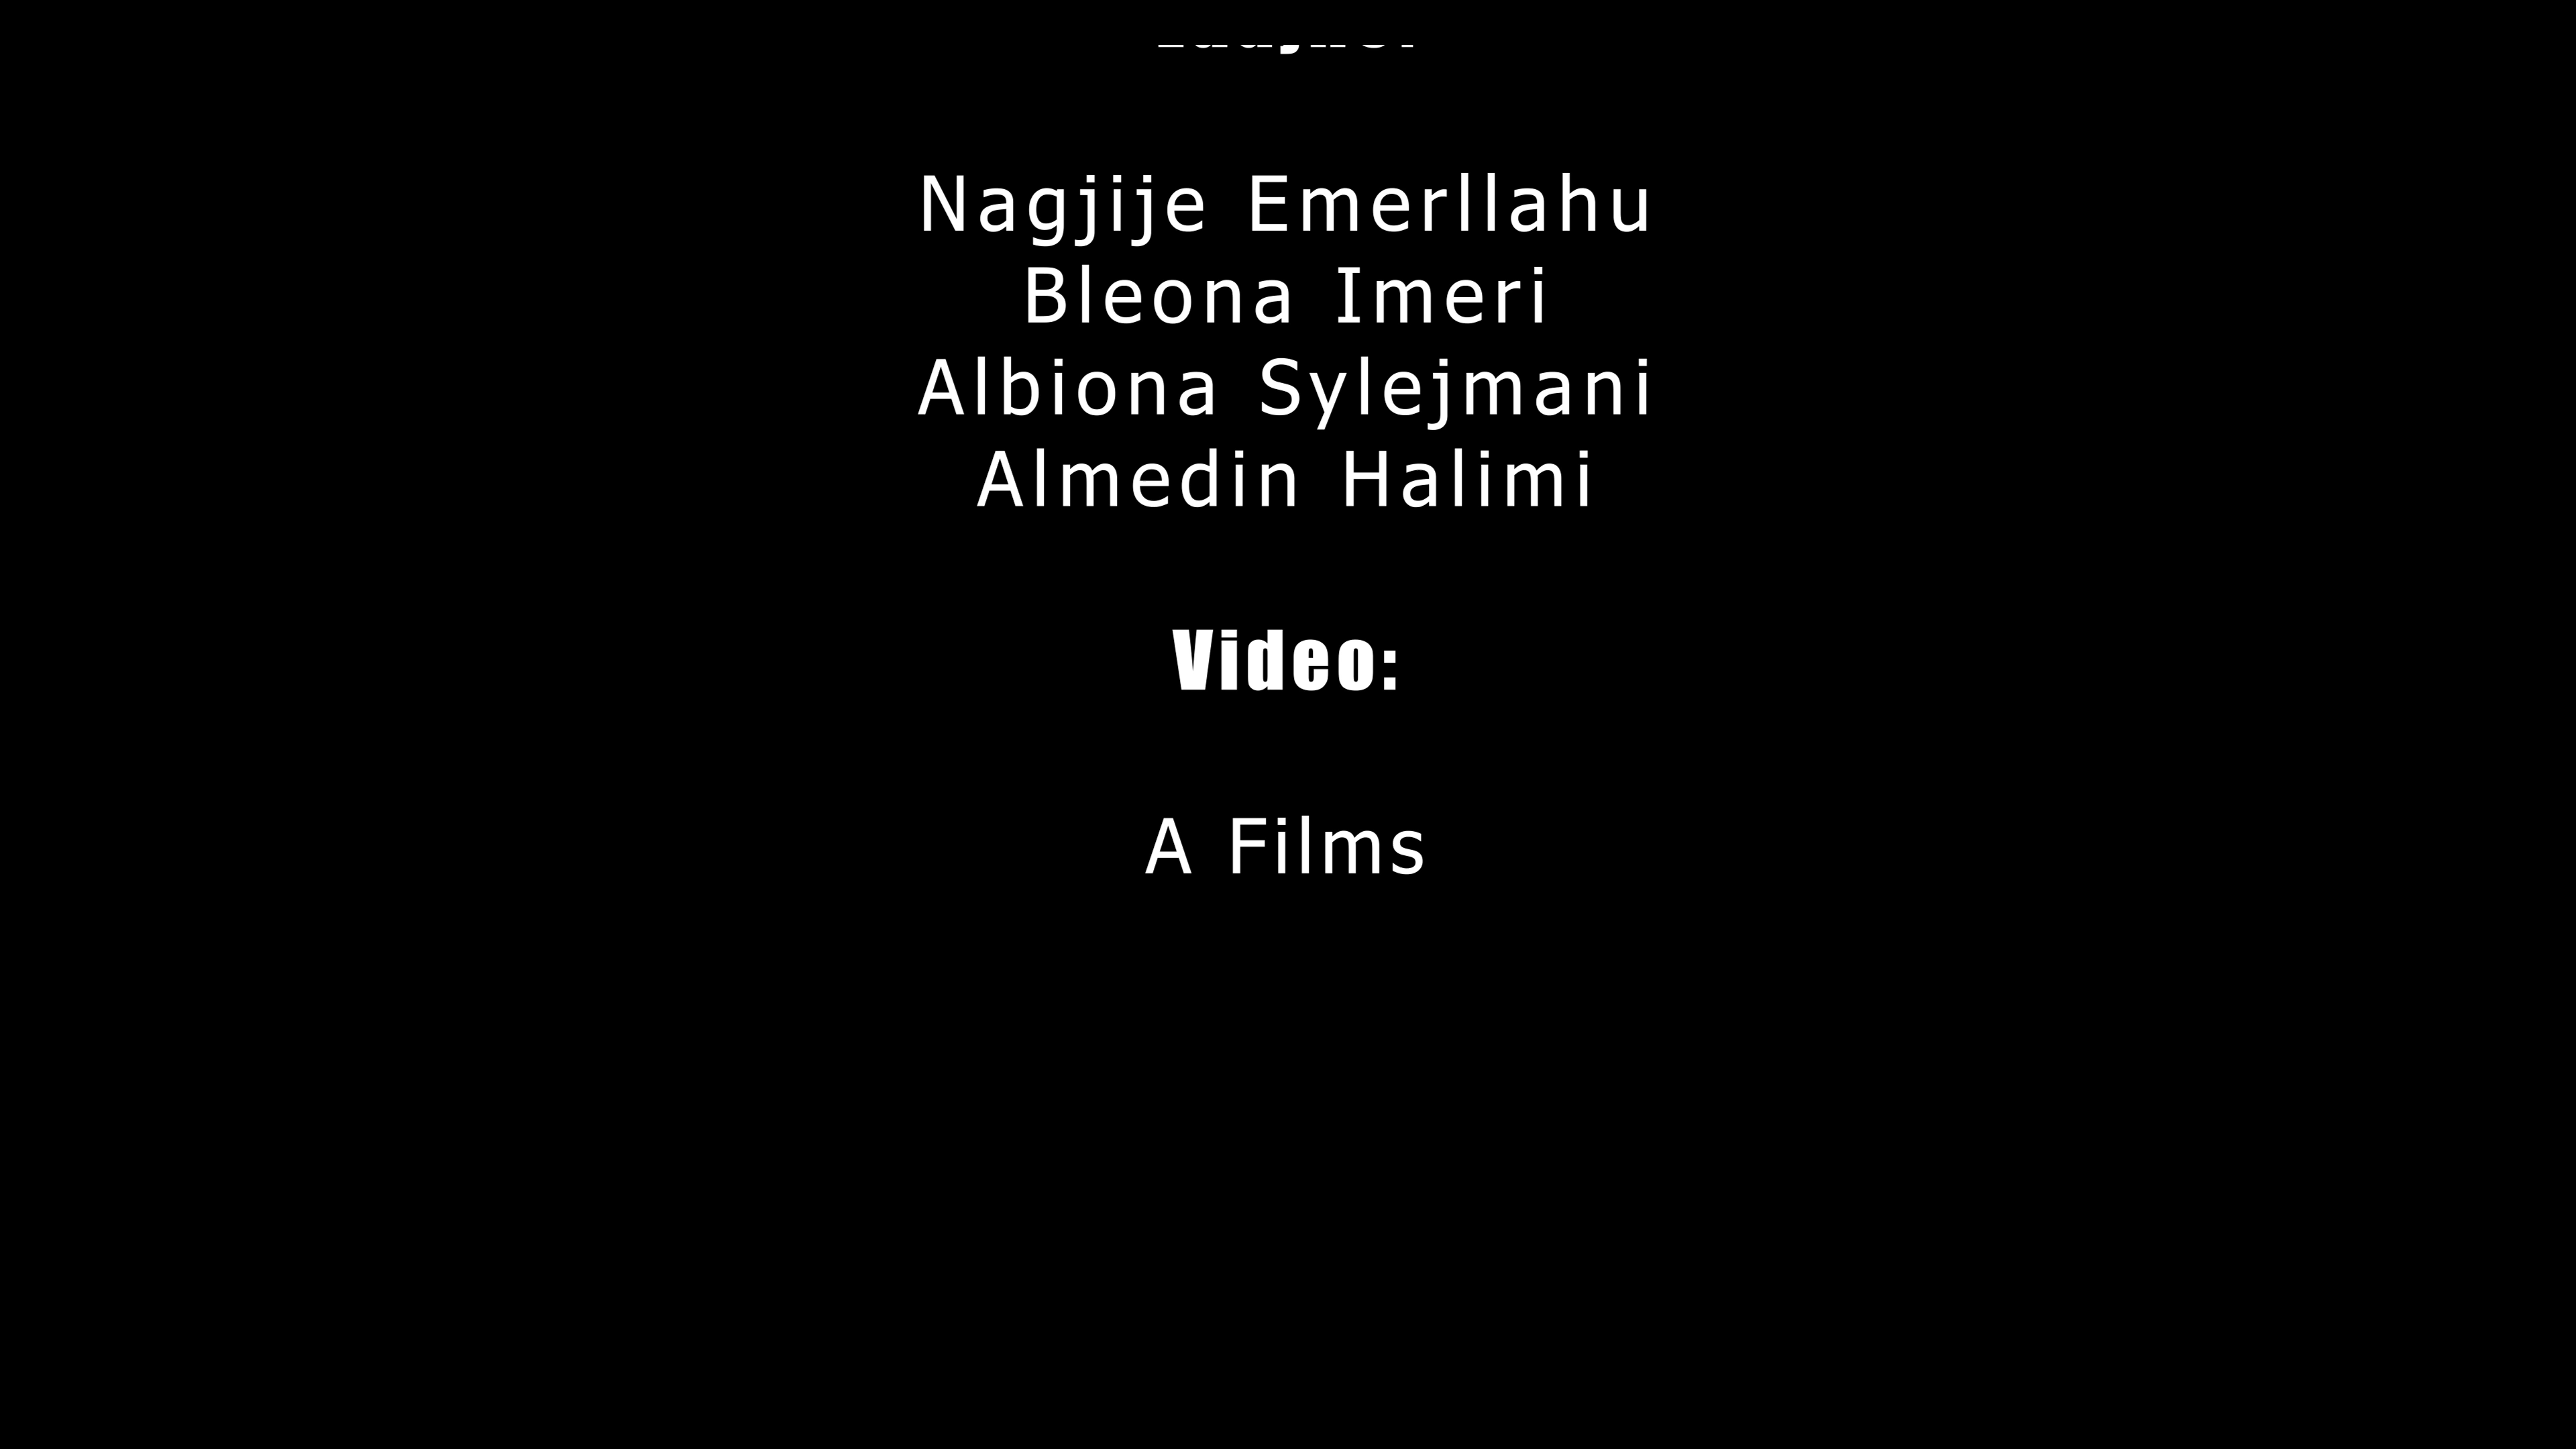 Nagjije Emerllahu
Bleona Imeri
Albiona Sylejmani
Almedin Halimi
Video:
A Films